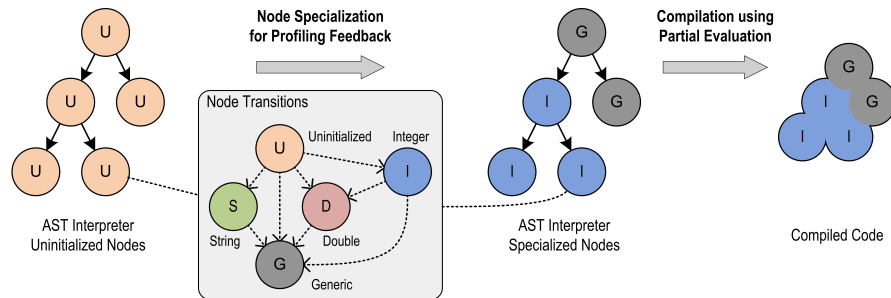 Node Specialization
for Profiling Feedback
Compilation using
Partial Evaluation
U
U
U
U
U
AST Interpreter
Uninitialized Nodes
Node Transitions
Uninitialized
Integer
U
I
S
D
String
Double
G
Generic
G
I
G
I
I
AST Interpreter
Specialized Nodes
G
I
G
I
I
Compiled Code